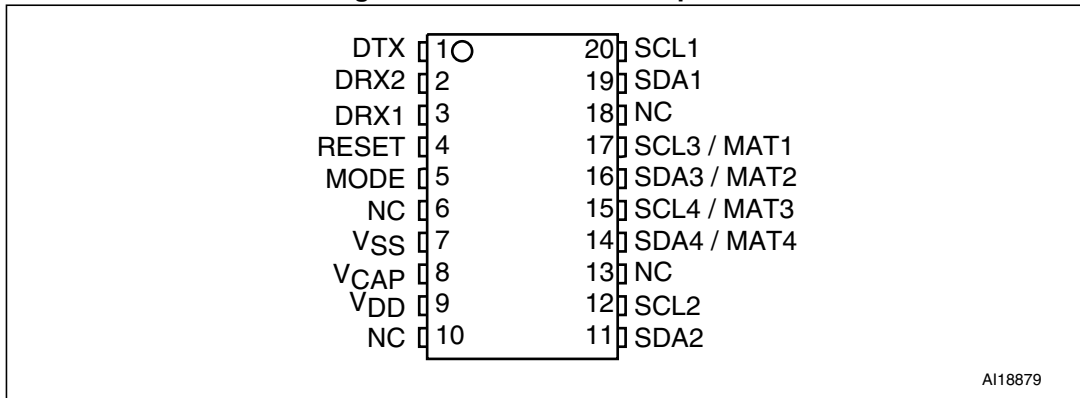 DTX 1 20 SCL1
DRX2 2 19 SDA1
DRX1 3 18 NC
RESET 4 17 SCL3 / MAT1
MODE 5 16 SDA3 / MAT2
NC 6 15 SCL4 / MAT3
VSS 7 14 SDA4 / MAT4
VCAP 8 13 NC
VDD 9 12 SCL2
NC 10 11 SDA2
AI18879